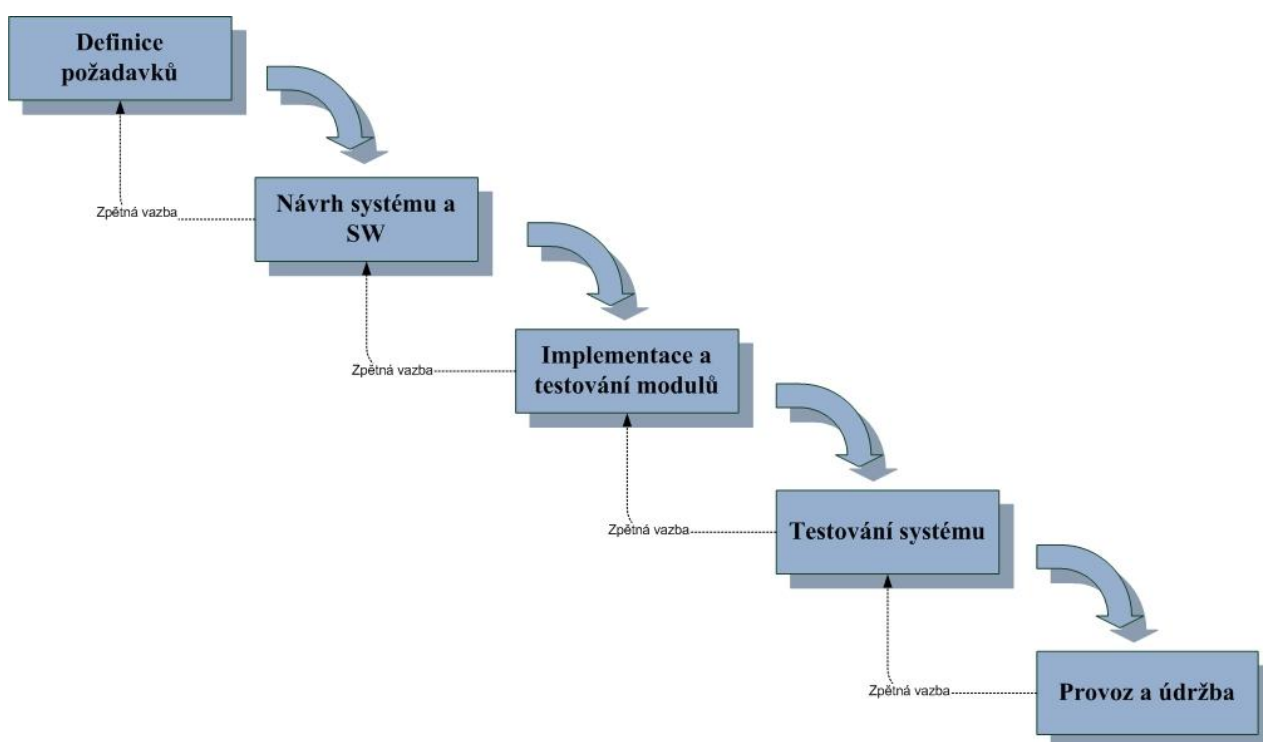 Definice
požadavků
Zpětná vazba
Návrh systému a
SW
Zpětná vazba
Implementace a
testování modulů
Zpětná vazba
Testování systému
Zpětná vazba
Provoz a údržba